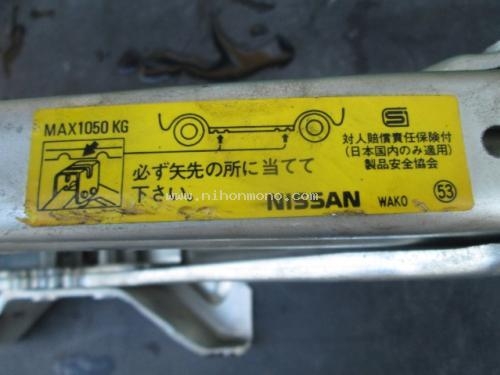 MAX1050 KG
必ず矢先の所に当てて
下さい
S
対人賠償責任保険付
(日本国内のみ適用)
製品安全協会
NISSAN
WAKO
53
www.nihonmono.com